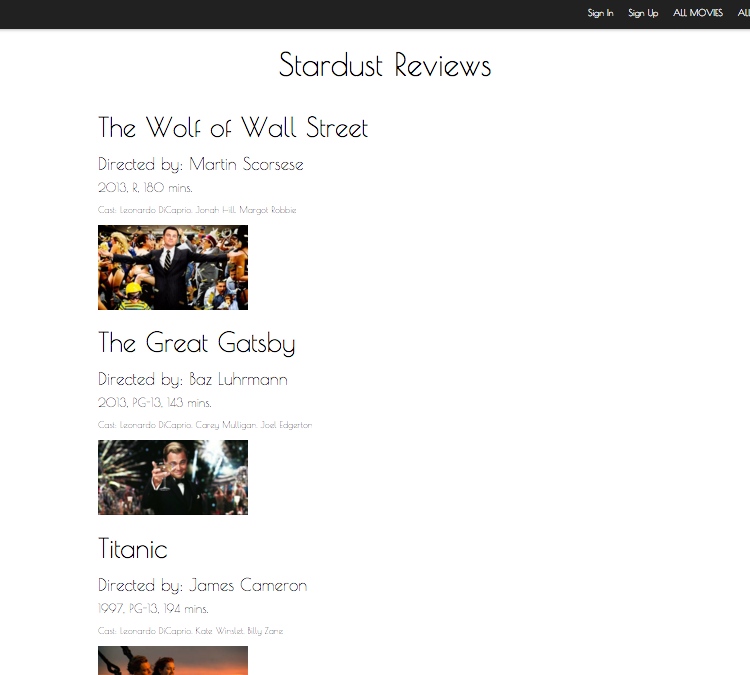 Sign In Sign Up ALL MOVIES AL
Stardust Reviews
The Wolf of Wall Street
Directed by: Martin Scorsese
2013, R, 180 mins.
Cast: Leonardo DiCaprio, Jonah Hill, Margot Robbie
The Great Gatsby
Directed by: Baz Luhrmann
2013, PG-13, 143 mins.
Cast: Leonardo DiCaprio, Carey Mulligan, Joel Edgerton
Titanic
Directed by: James Cameron
1997, PG-13, 194 mins.
Cast: Leonardo DiCaprio, Kate Winslet, Billy Zane